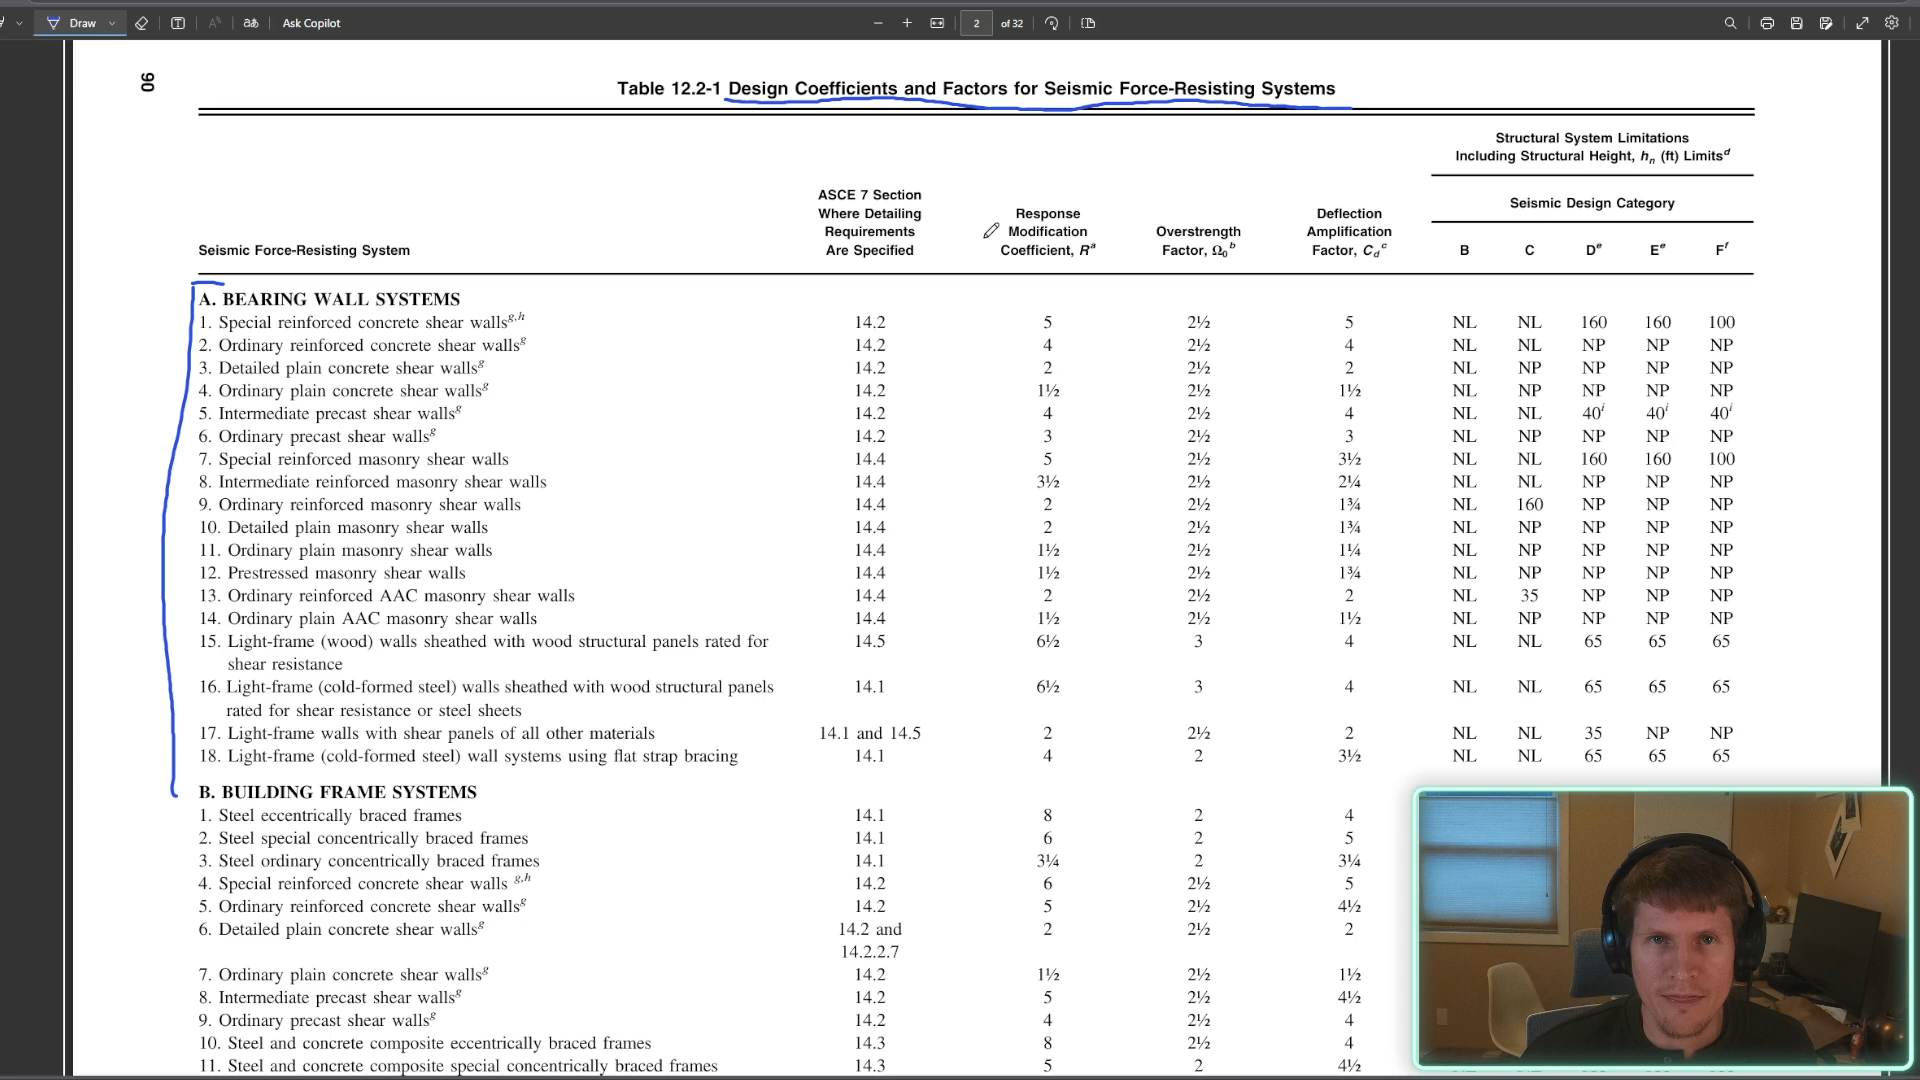 Draw
Ask Copilot
2 of 32
90
Table 12.2-1 Design Coefficients and Factors for Seismic Force-Resisting Systems
Structural System Limitations
Including Structural Height, hn (ft) Limits^d
ASCE 7 Section
Where Detailing
Requirements
Are Specified
Response
Modification
Coefficient, R^a
Overstrength
Factor, Ω0^b
Deflection
Amplification
Factor, Cd^c
Seismic Design Category
Seismic Force-Resisting System
B C D^e E^e F^f
A. BEARING WALL SYSTEMS
1. Special reinforced concrete shear walls^g,h 14.2 5 2½ 5 NL NL 160 160 100
2. Ordinary reinforced concrete shear walls^g 14.2 4 2½ 4 NL NL NP NP NP
3. Detailed plain concrete shear walls^g 14.2 2 2½ 2 NL NP NP NP NP
4. Ordinary plain concrete shear walls^g 14.2 1½ 2½ 1½ NL NP NP NP NP
5. Intermediate precast shear walls^g 14.2 4 2½ 4 NL NL 40^i 40^i 40^i
6. Ordinary precast shear walls^g 14.2 3 2½ 3 NL NP NP NP NP
7. Special reinforced masonry shear walls 14.4 5 2½ 3½ NL NL 160 160 100
8. Intermediate reinforced masonry shear walls 14.4 3½ 2½ 2¼ NL NL NP NP NP
9. Ordinary reinforced masonry shear walls 14.4 2 2½ 1¾ NL 160 NP NP NP
10. Detailed plain masonry shear walls 14.4 2 2½ 1¾ NL NP NP NP NP
11. Ordinary plain masonry shear walls 14.4 1½ 2½ 1¼ NL NP NP NP NP
12. Prestressed masonry shear walls 14.4 1½ 2½ 1¾ NL NP NP NP NP
13. Ordinary reinforced AAC masonry shear walls 14.4 2 2½ 2 NL 35 NP NP NP
14. Ordinary plain AAC masonry shear walls 14.4 1½ 2½ 1½ NL NP NP NP NP
15. Light-frame (wood) walls sheathed with wood structural panels rated for 14.5 6½ 3 4 NL NL 65 65 65
shear resistance
16. Light-frame (cold-formed steel) walls sheathed with wood structural panels 14.1 6½ 3 4 NL NL 65 65 65
rated for shear resistance or steel sheets
17. Light-frame walls with shear panels of all other materials 14.1 and 14.5 2 2½ 2 NL NL 35 NP NP
18. Light-frame (cold-formed steel) wall systems using flat strap bracing 14.1 4 2 3½ NL NL 65 65 65
B. BUILDING FRAME SYSTEMS
1. Steel eccentrically braced frames 14.1 8 2 4
2. Steel special concentrically braced frames 14.1 6 2 5
3. Steel ordinary concentrically braced frames 14.1 3¼ 2 3¼
4. Special reinforced concrete shear walls ^g,h 14.2 6 2½ 5
5. Ordinary reinforced concrete shear walls^g 14.2 5 2½ 4½
6. Detailed plain concrete shear walls^g 14.2 and 2 2½ 2
14.2.2.7
7. Ordinary plain concrete shear walls^g 14.2 1½ 2½ 1½
8. Intermediate precast shear walls^g 14.2 5 2½ 4½
9. Ordinary precast shear walls^g 14.2 4 2½ 4
10. Steel and concrete composite eccentrically braced frames 14.3 8 2½ 4
11. Steel and concrete composite special concentrically braced frames 14.3 5 2 4½